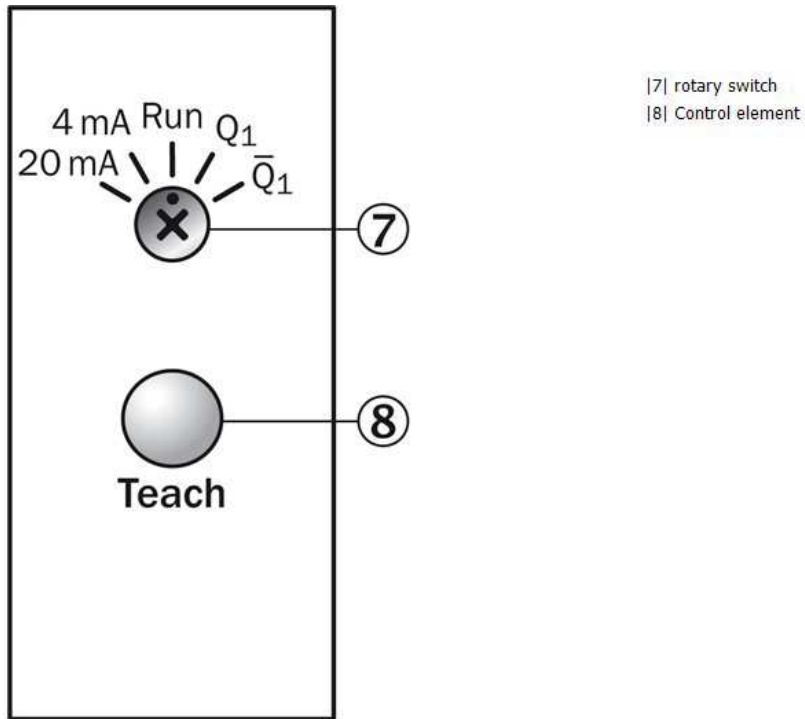 4 mA Run Q1
20 mA Q̅1
7
8
Teach
|7| rotary switch
|8| Control element